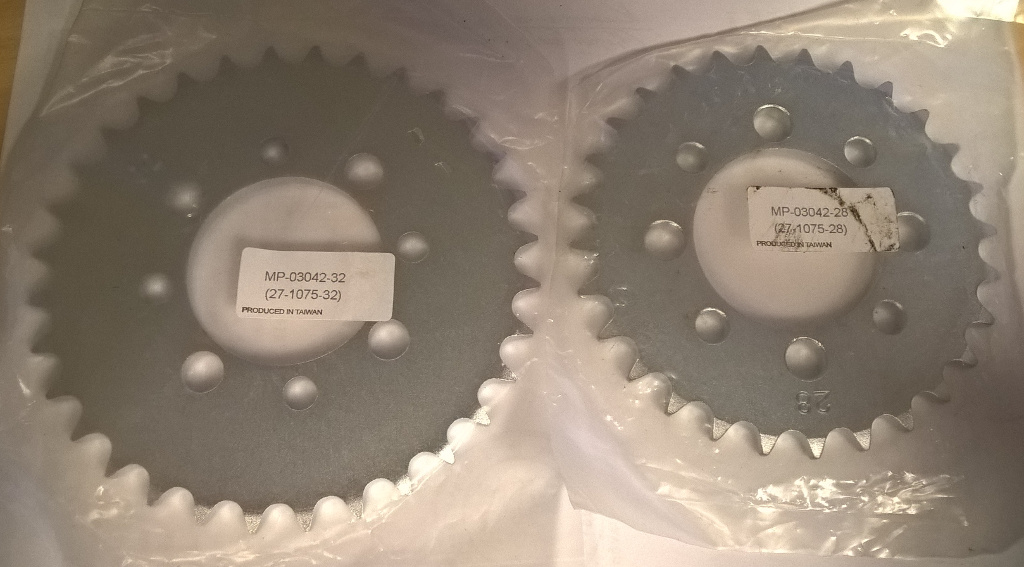 MP-03042-32
(27-1075-32)
PRODUCED IN TAIWAN
MP-03042-28
(27-1075-28)
PRODUCED IN TAIWAN
28